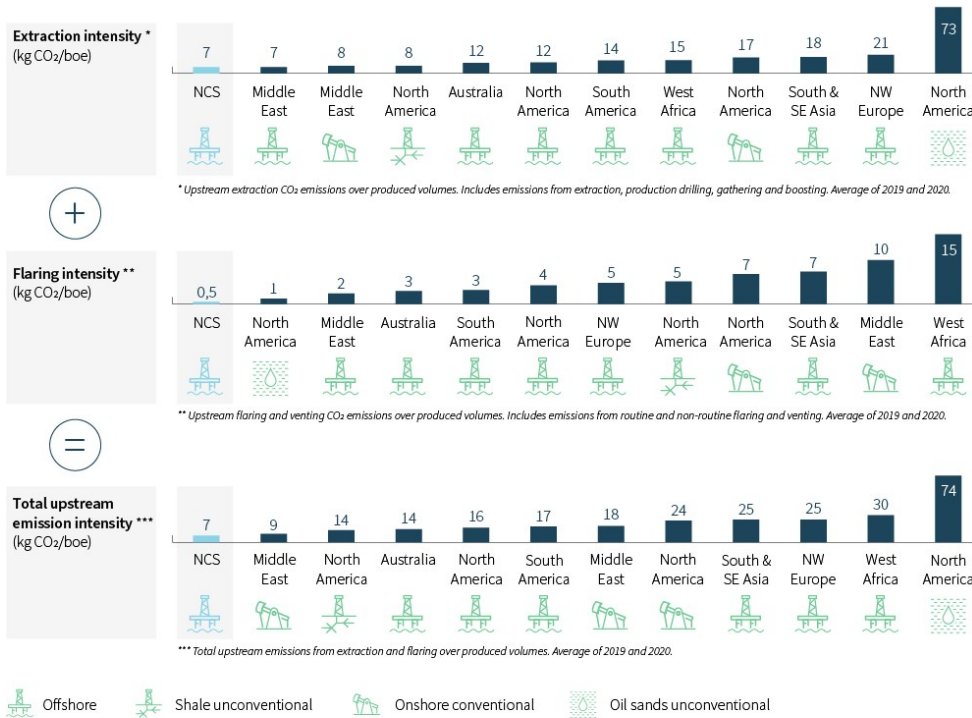 Extraction intensity *
(kg CO₂/boe)
7 7 8 8 12 12 14 15 17 18 21 73
NCS Middle East Middle East North America Australia North America South America West Africa North America South & SE Asia NW Europe North America
* Upstream extraction CO₂ emissions over produced volumes. Includes emissions from extraction, production drilling, gathering and boosting. Average of 2019 and 2020.
+
Flaring intensity **
(kg CO₂/boe)
0,5 1 2 3 3 4 5 5 7 7 10 15
NCS North America Middle East Australia South America North America NW Europe North America North America South & SE Asia Middle East West Africa
** Upstream flaring and venting CO₂ emissions over produced volumes. Includes emissions from routine and non-routine flaring and venting. Average of 2019 and 2020.
=
Total upstream
emission intensity ***
(kg CO₂/boe)
7 9 14 14 16 17 18 24 25 25 30 74
NCS Middle East North America Australia North America South America Middle East North America South & SE Asia NW Europe West Africa North America
*** Total upstream emissions from extraction and flaring over produced volumes. Average of 2019 and 2020.
Offshore Shale unconventional Onshore conventional Oil sands unconventional